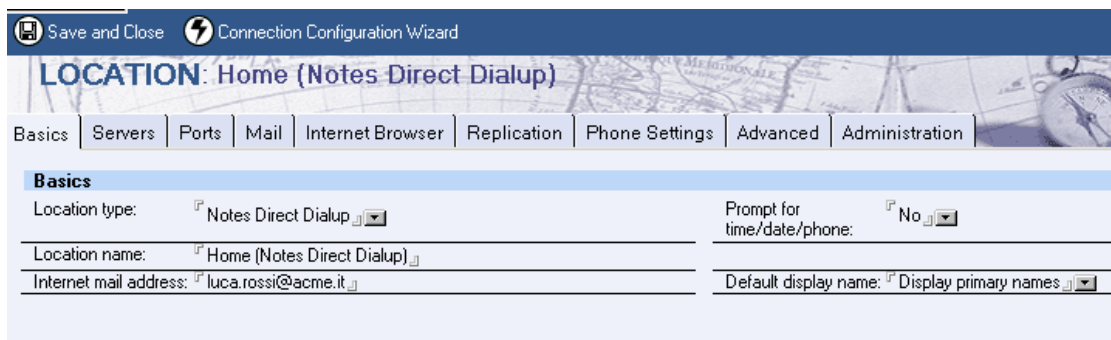 Save and Close Connection Configuration Wizard
LOCATION: Home (Notes Direct Dialup)
Basics Servers Ports Mail Internet Browser Replication Phone Settings Advanced Administration
Basics
Location type: Notes Direct Dialup Prompt for time/date/phone: No
Location name: Home (Notes Direct Dialup)
Internet mail address: luca.rossi@acme.it Default display name: Display primary names